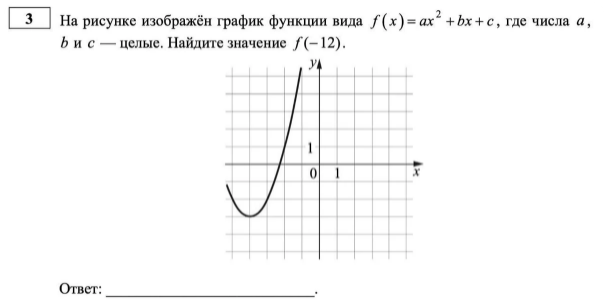 3 На рисунке изображён график функции вида f(x)=ax²+bx+c, где числа a,
b и c — целые. Найдите значение f(−12).
y
1
0 1 x
Ответ: ____________________________.